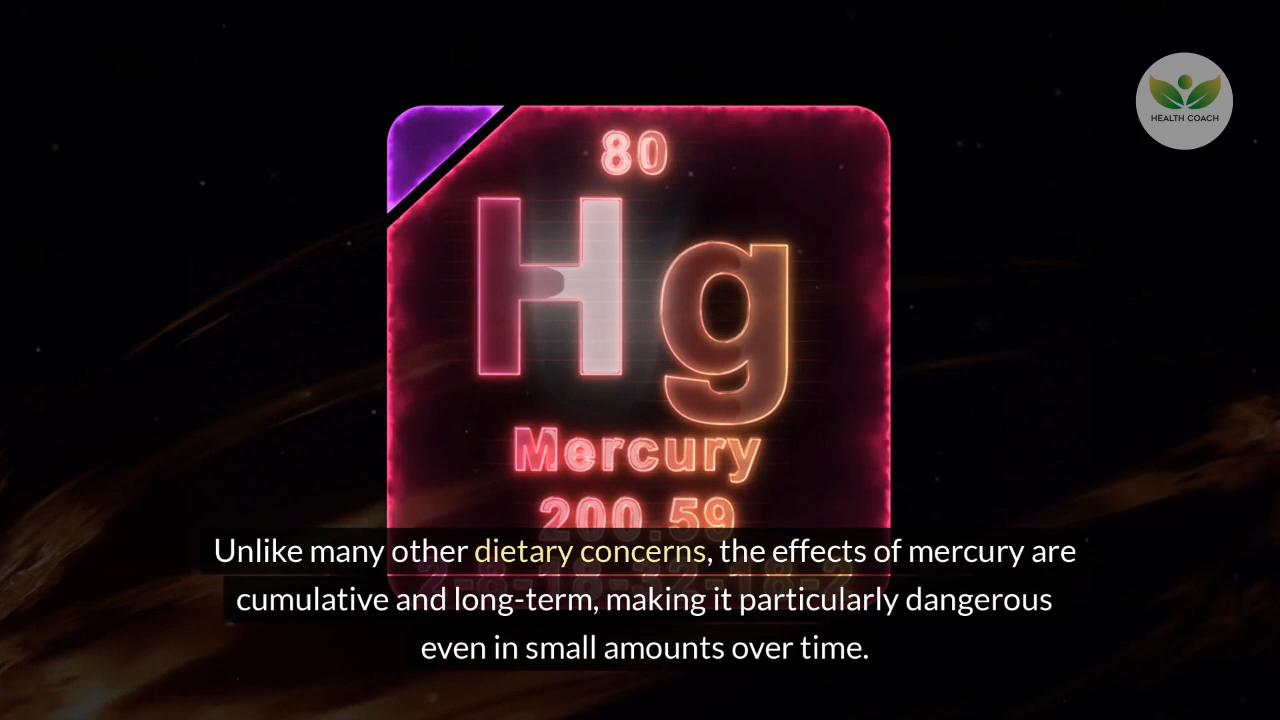 80
HEALTH COACH
Hg
Mercury
200.59
Unlike many other dietary concerns, the effects of mercury are
cumulative and long-term, making it particularly dangerous
even in small amounts over time.